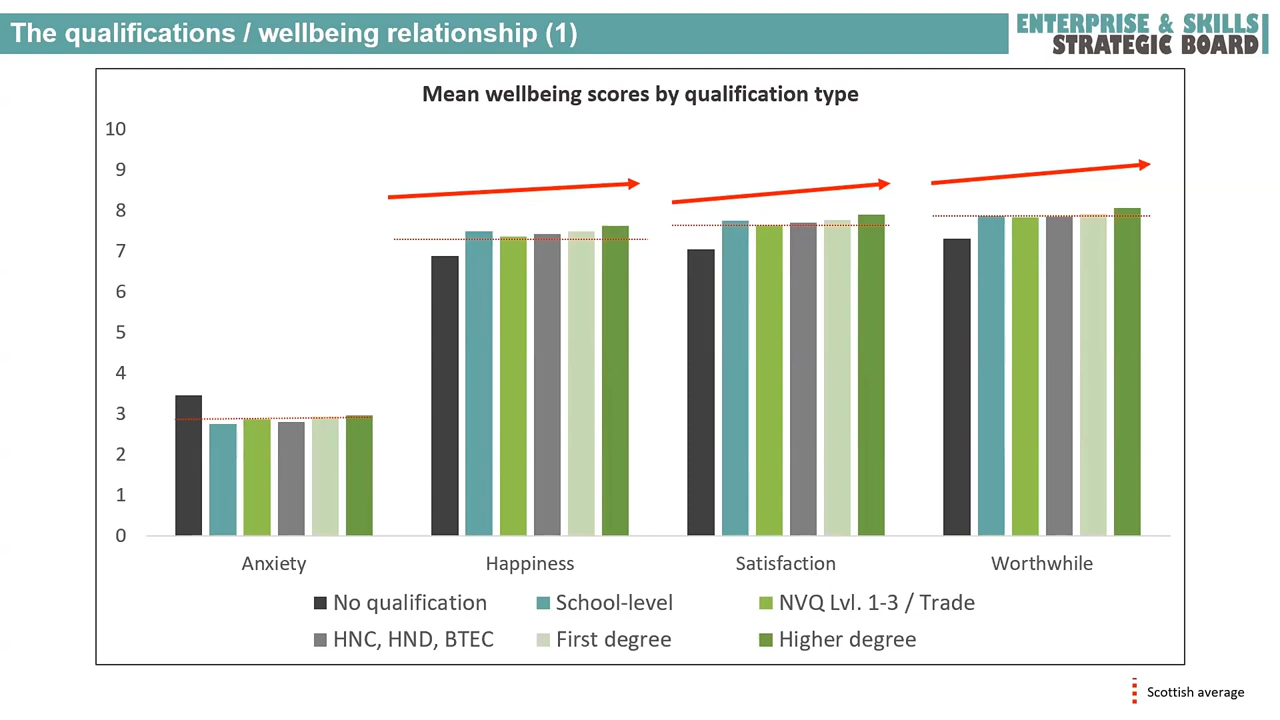 The qualifications / wellbeing relationship (1)
ENTERPRISE & SKILLS
STRATEGIC BOARD
Mean wellbeing scores by qualification type
10
9
8
7
6
5
4
3
2
1
0
Anxiety Happiness Satisfaction Worthwhile
No qualification School-level NVQ Lvl. 1-3 / Trade
HNC, HND, BTEC First degree Higher degree
Scottish average